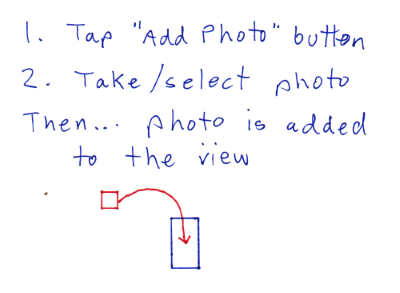 1. Tap "Add Photo" button
2. Take/select photo
Then... photo is added
to the view